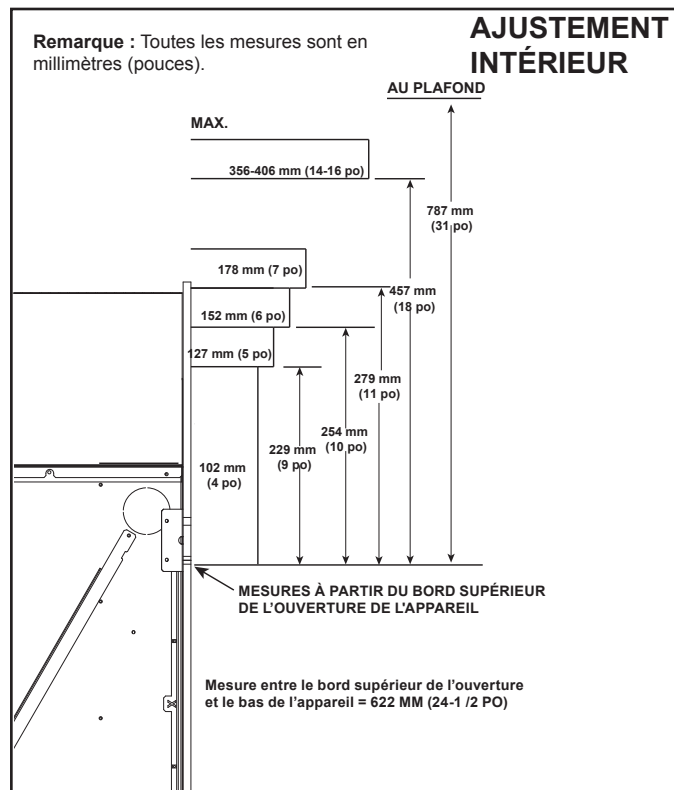 AJUSTEMENT
INTÉRIEUR
Remarque : Toutes les mesures sont en
millimètres (pouces).
AU PLAFOND
MAX.
356-406 mm (14-16 po)
787 mm
(31 po)
178 mm (7 po)
457 mm
(18 po)
152 mm (6 po)
127 mm (5 po)
279 mm
(11 po)
254 mm
(10 po)
229 mm
(9 po)
102 mm
(4 po)
MESURES À PARTIR DU BORD SUPÉRIEUR
DE L'OUVERTURE DE L'APPAREIL
Mesure entre le bord supérieur de l'ouverture
et le bas de l'appareil = 622 MM (24-1 /2 PO)